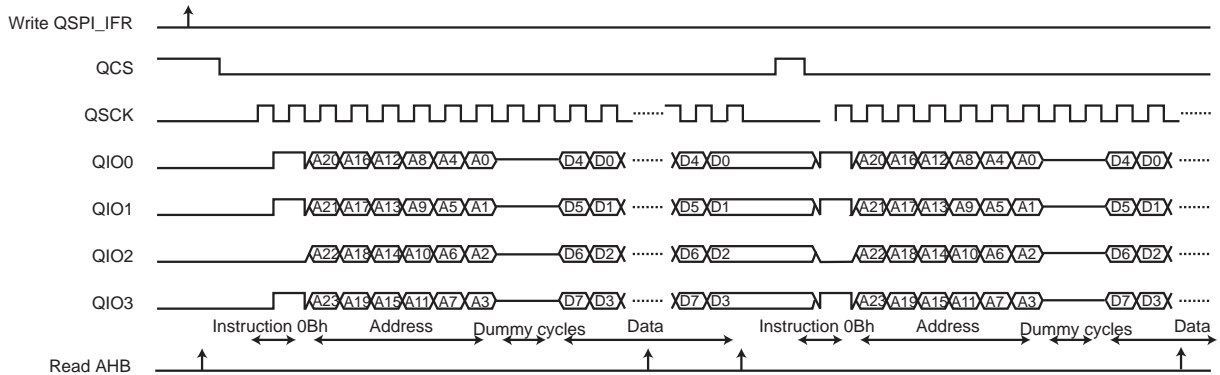 Write QSPI_IFR
QCS
QSCK
QIO0 A20 A16 A12 A8 A4 A0 D4 D0 D4 D0 A20 A16 A12 A8 A4 A0 D4 D0
QIO1 A21 A17 A13 A9 A5 A1 D5 D1 D5 D1 A21 A17 A13 A9 A5 A1 D5 D1
QIO2 A22 A18 A14 A10 A6 A2 D6 D2 D6 D2 A22 A18 A14 A10 A6 A2 D6 D2
QIO3 A23 A19 A15 A11 A7 A3 D7 D3 D7 D3 A23 A19 A15 A11 A7 A3 D7 D3
Instruction 0Bh Address Dummy cycles Data Instruction 0Bh Address Dummy cycles Data
Read AHB